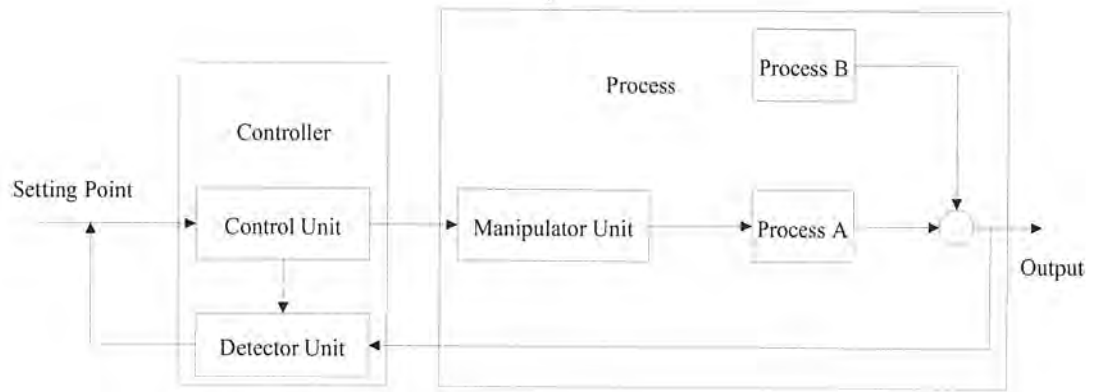 Process B
Process
Controller
Setting Point
Control Unit
Manipulator Unit
Process A
Output
Detector Unit